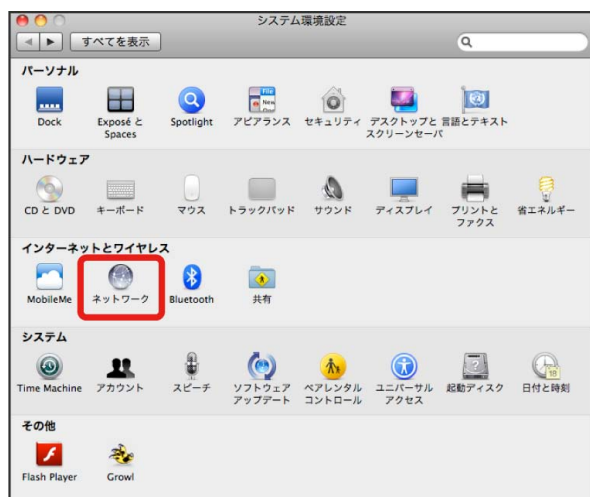 システム環境設定
すべてを表示
パーソナル
Dock
Exposé と
Spaces
Spotlight
アピアランス
セキュリティ
デスクトップと
スクリーンセーバ
言語とテキスト
ハードウェア
CD と DVD
キーボード
マウス
トラックパッド
サウンド
ディスプレイ
プリントと
ファクス
省エネルギー
インターネットとワイヤレス
MobileMe
ネットワーク
Bluetooth
共有
システム
Time Machine
アカウント
スピーチ
ソフトウェア
アップデート
ペアレンタル
コントロール
ユニバーサル
アクセス
起動ディスク
日付と時刻
その他
Flash Player
Growl